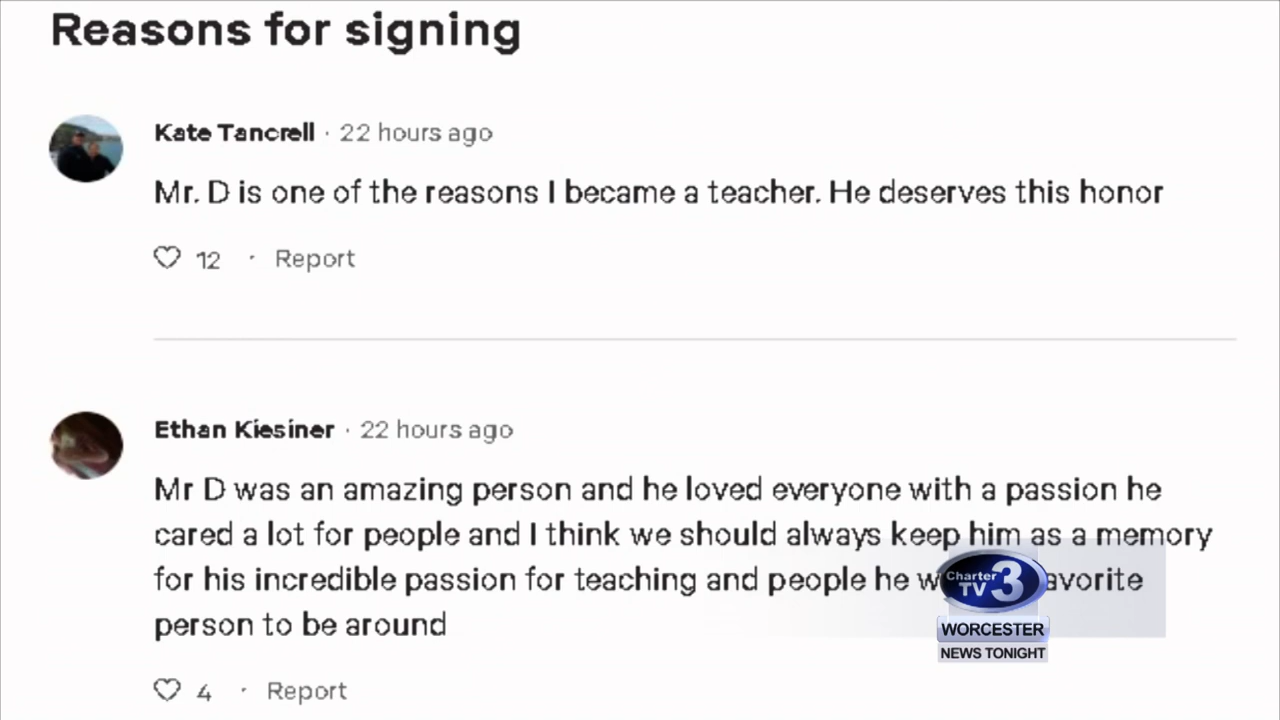 Reasons for signing
Kate Tancrell · 22 hours ago
Mr. D is one of the reasons I became a teacher. He deserves this honor
12 · Report
Ethan Kiesiner · 22 hours ago
Mr D was an amazing person and he loved everyone with a passion he
cared a lot for people and I think we should always keep him as a memory
for his incredible passion for teaching and people he
person to be around
4 · Report
Charter
TV 3
WORCESTER
NEWS TONIGHT